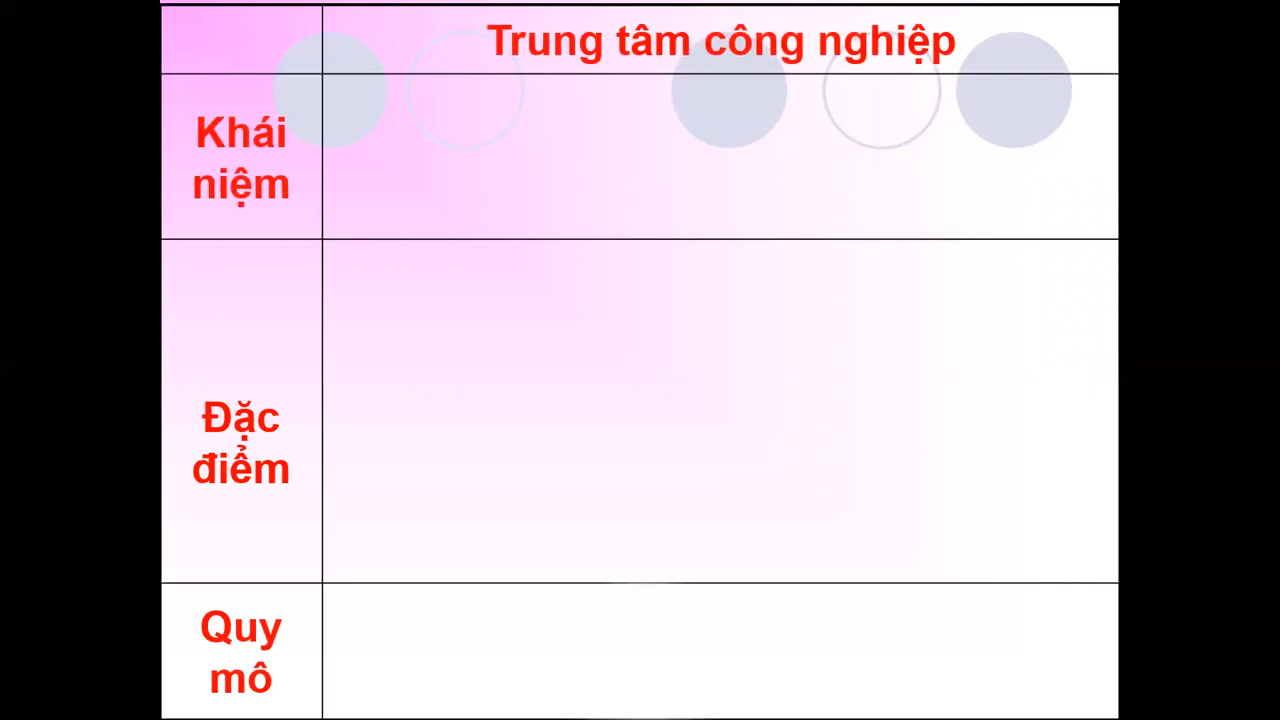 Trung tâm công nghiệp
Khái
niệm
Đặc
điểm
Quy
mô